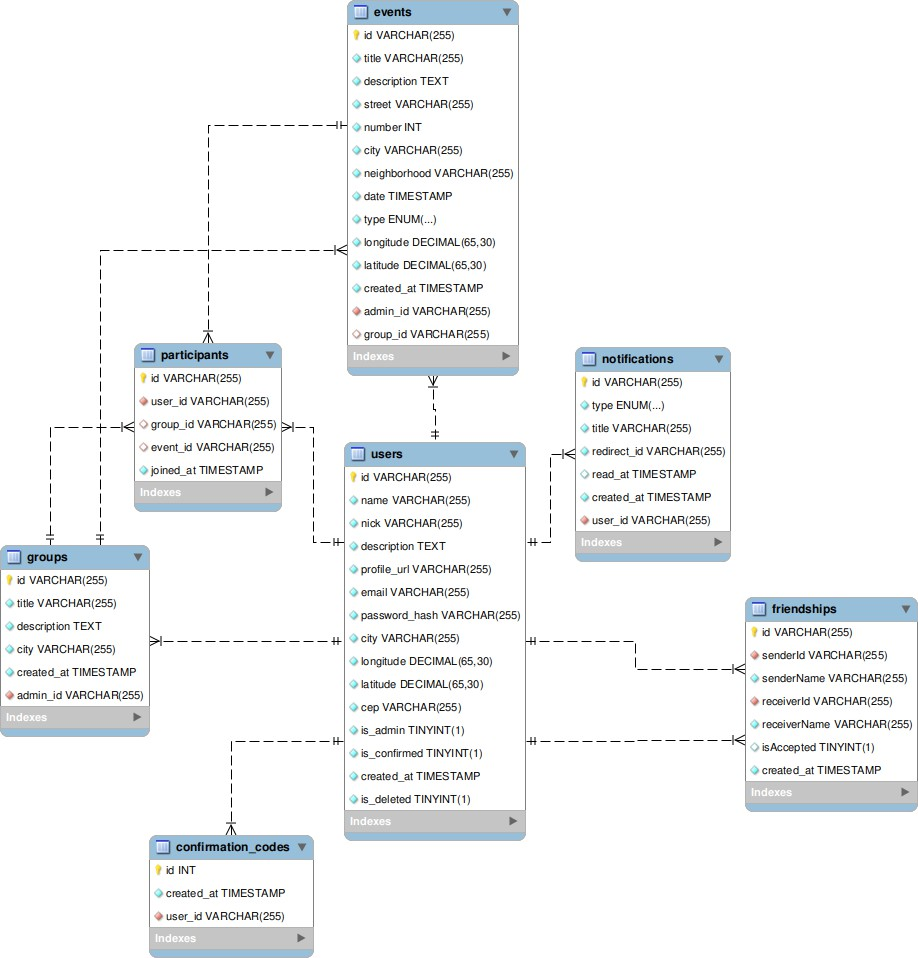 events
id VARCHAR(255)
title VARCHAR(255)
description TEXT
street VARCHAR(255)
number INT
city VARCHAR(255)
neighborhood VARCHAR(255)
date TIMESTAMP
type ENUM(...)
longitude DECIMAL(65,30)
latitude DECIMAL(65,30)
created_at TIMESTAMP
admin_id VARCHAR(255)
group_id VARCHAR(255)
Indexes
participants
id VARCHAR(255)
user_id VARCHAR(255)
group_id VARCHAR(255)
event_id VARCHAR(255)
joined_at TIMESTAMP
Indexes
notifications
id VARCHAR(255)
type ENUM(...)
title VARCHAR(255)
redirect_id VARCHAR(255)
read_at TIMESTAMP
created_at TIMESTAMP
user_id VARCHAR(255)
Indexes
users
id VARCHAR(255)
name VARCHAR(255)
nick VARCHAR(255)
description TEXT
profile_url VARCHAR(255)
email VARCHAR(255)
password_hash VARCHAR(255)
city VARCHAR(255)
longitude DECIMAL(65,30)
latitude DECIMAL(65,30)
cep VARCHAR(255)
is_admin TINYINT(1)
is_confirmed TINYINT(1)
created_at TIMESTAMP
is_deleted TINYINT(1)
Indexes
groups
id VARCHAR(255)
title VARCHAR(255)
description TEXT
city VARCHAR(255)
created_at TIMESTAMP
admin_id VARCHAR(255)
Indexes
friendships
id VARCHAR(255)
senderId VARCHAR(255)
senderName VARCHAR(255)
receiverId VARCHAR(255)
receiverName VARCHAR(255)
isAccepted TINYINT(1)
created_at TIMESTAMP
Indexes
confirmation_codes
id INT
created_at TIMESTAMP
user_id VARCHAR(255)
Indexes